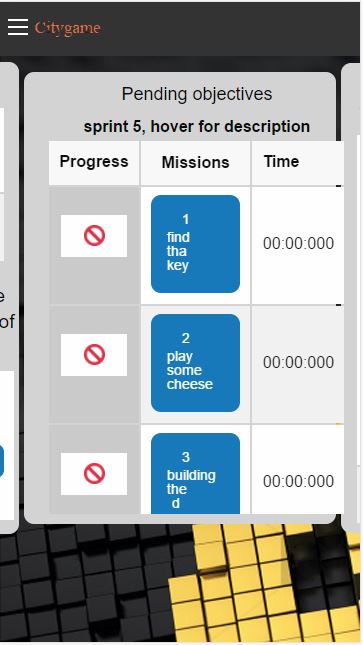 Citygame
Pending objectives
sprint 5, hover for description
Progress Missions Time
1
find
tha
key
00:00:000
e
of
2
play
some
cheese
00:00:000
3
building
the
d
00:00:000